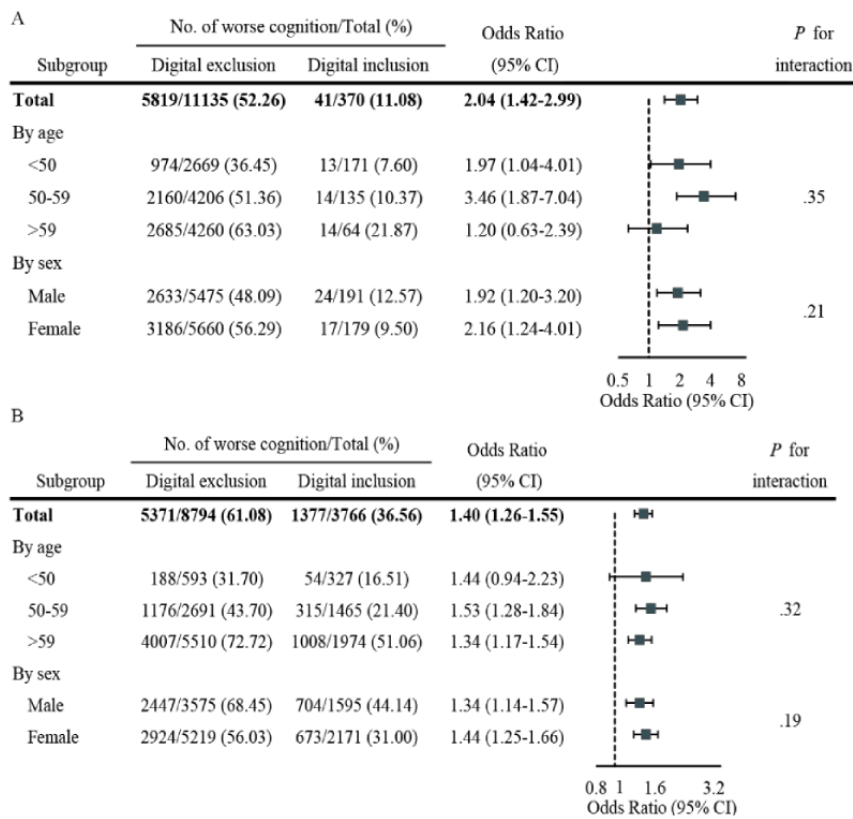 A
No. of worse cognition/Total (%) Odds Ratio P for
Subgroup Digital exclusion Digital inclusion (95% CI) interaction
Total 5819/11135 (52.26) 41/370 (11.08) 2.04 (1.42-2.99)
By age
<50 974/2669 (36.45) 13/171 (7.60) 1.97 (1.04-4.01)
50-59 2160/4206 (51.36) 14/135 (10.37) 3.46 (1.87-7.04) .35
>59 2685/4260 (63.03) 14/64 (21.87) 1.20 (0.63-2.39)
By sex
Male 2633/5475 (48.09) 24/191 (12.57) 1.92 (1.20-3.20)
.21
Female 3186/5660 (56.29) 17/179 (9.50) 2.16 (1.24-4.01)
0.5 1 2 4 8
Odds Ratio (95% CI)
B
No. of worse cognition/Total (%) Odds Ratio P for
Subgroup Digital exclusion Digital inclusion (95% CI) interaction
Total 5371/8794 (61.08) 1377/3766 (36.56) 1.40 (1.26-1.55)
By age
<50 188/593 (31.70) 54/327 (16.51) 1.44 (0.94-2.23)
50-59 1176/2691 (43.70) 315/1465 (21.40) 1.53 (1.28-1.84) .32
>59 4007/5510 (72.72) 1008/1974 (51.06) 1.34 (1.17-1.54)
By sex
Male 2447/3575 (68.45) 704/1595 (44.14) 1.34 (1.14-1.57)
.19
Female 2924/5219 (56.03) 673/2171 (31.00) 1.44 (1.25-1.66)
0.8 1 1.6 3.2
Odds Ratio (95% CI)